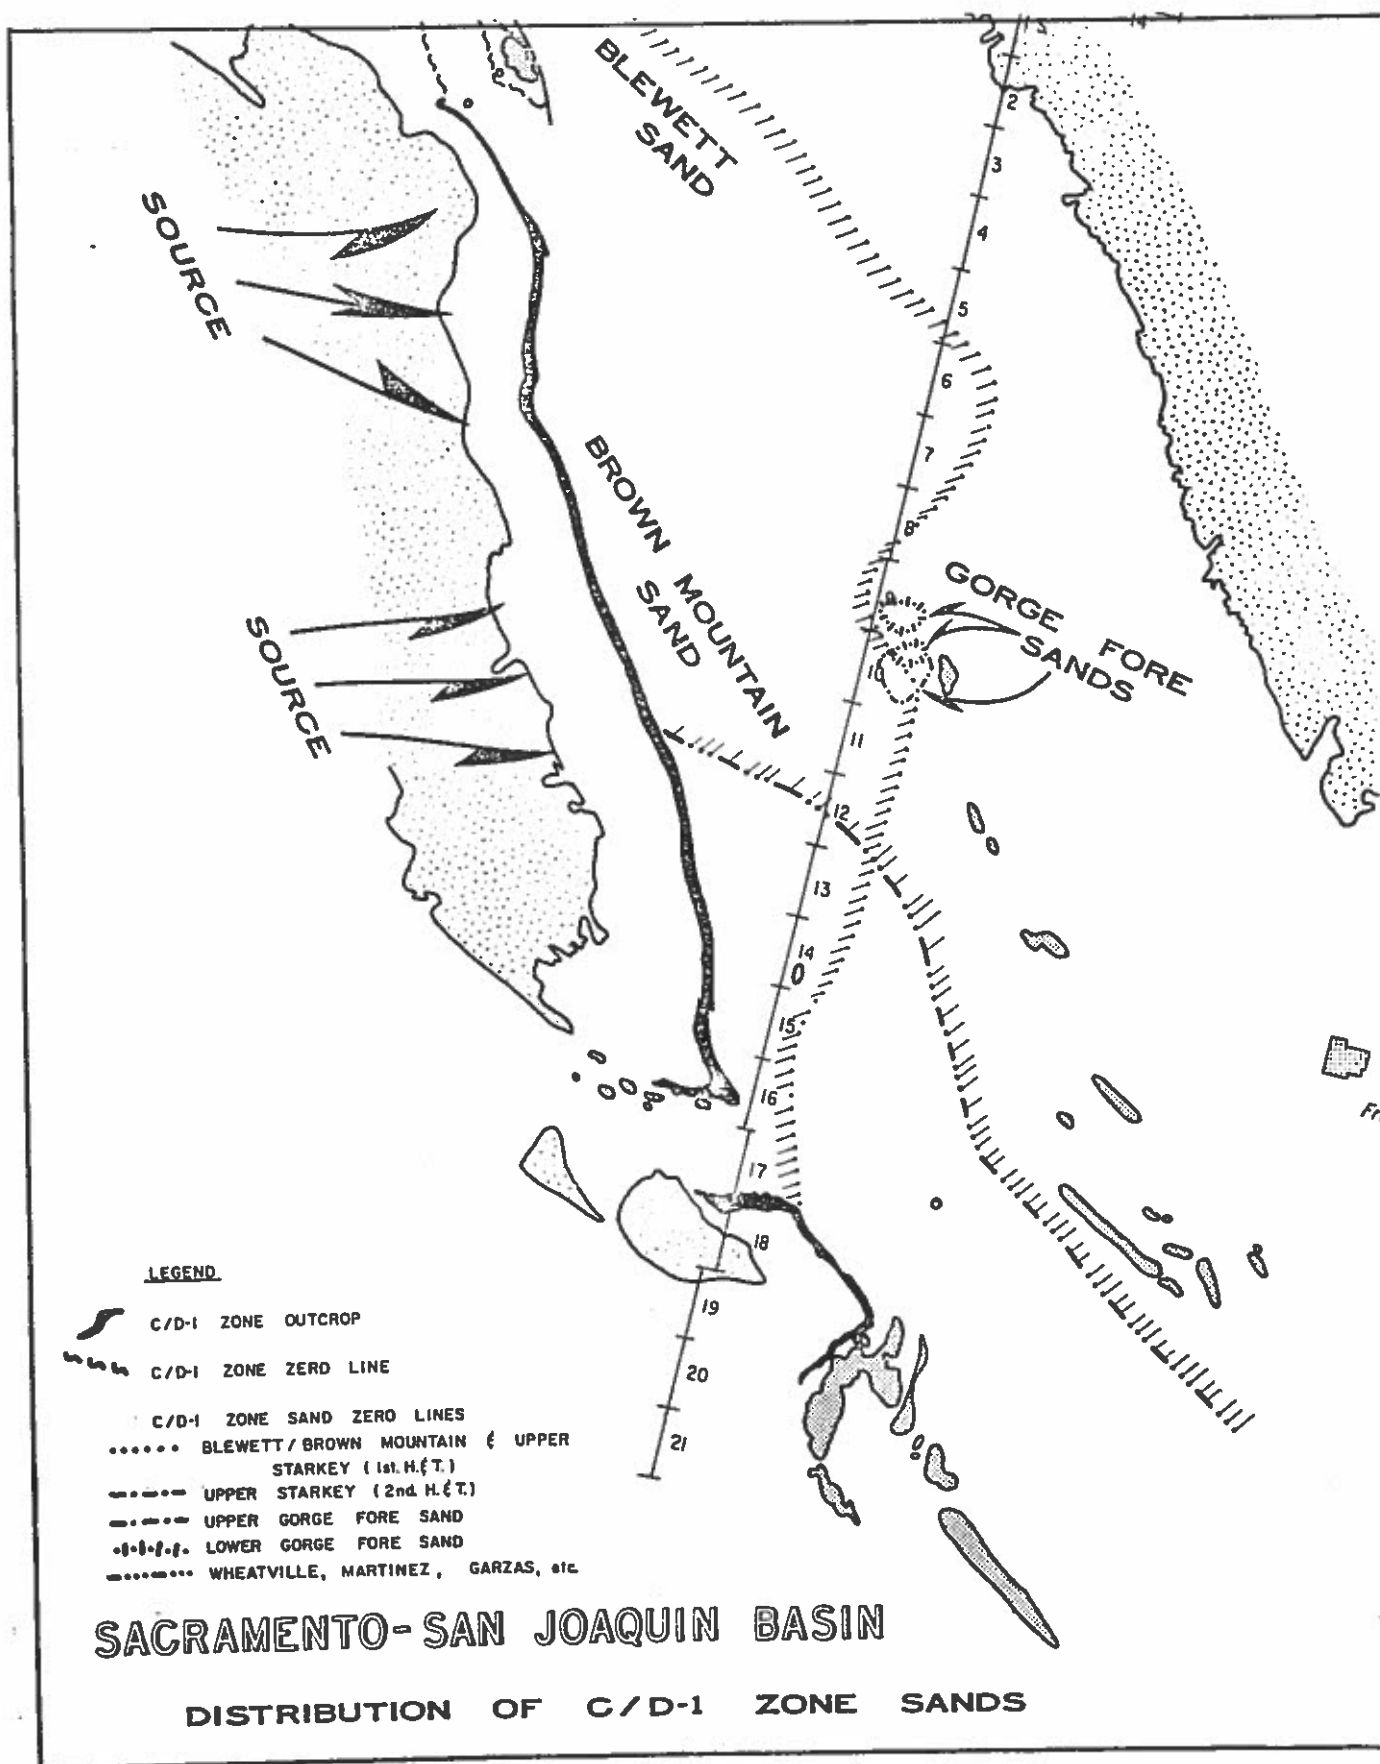 BLEWETT
SAND
2
3
4
5
6
7
8
9
10
11
12
13
14
15
16
17
18
19
20
21
SOURCE
BROWN MOUNTAIN
SAND
GORGE FORE
SANDS
SOURCE
LEGEND
C/D-1 ZONE OUTCROP
C/D-1 ZONE ZERO LINE
C/D-1 ZONE SAND ZERO LINES
BLEWETT/BROWN MOUNTAIN & UPPER
STARKEY (1st. H.&T.)
UPPER STARKEY (2nd. H.&T.)
UPPER GORGE FORE SAND
LOWER GORGE FORE SAND
WHEATVILLE, MARTINEZ, GARZAS, etc.
SACRAMENTO-SAN JOAQUIN BASIN
DISTRIBUTION OF C/D-1 ZONE SANDS